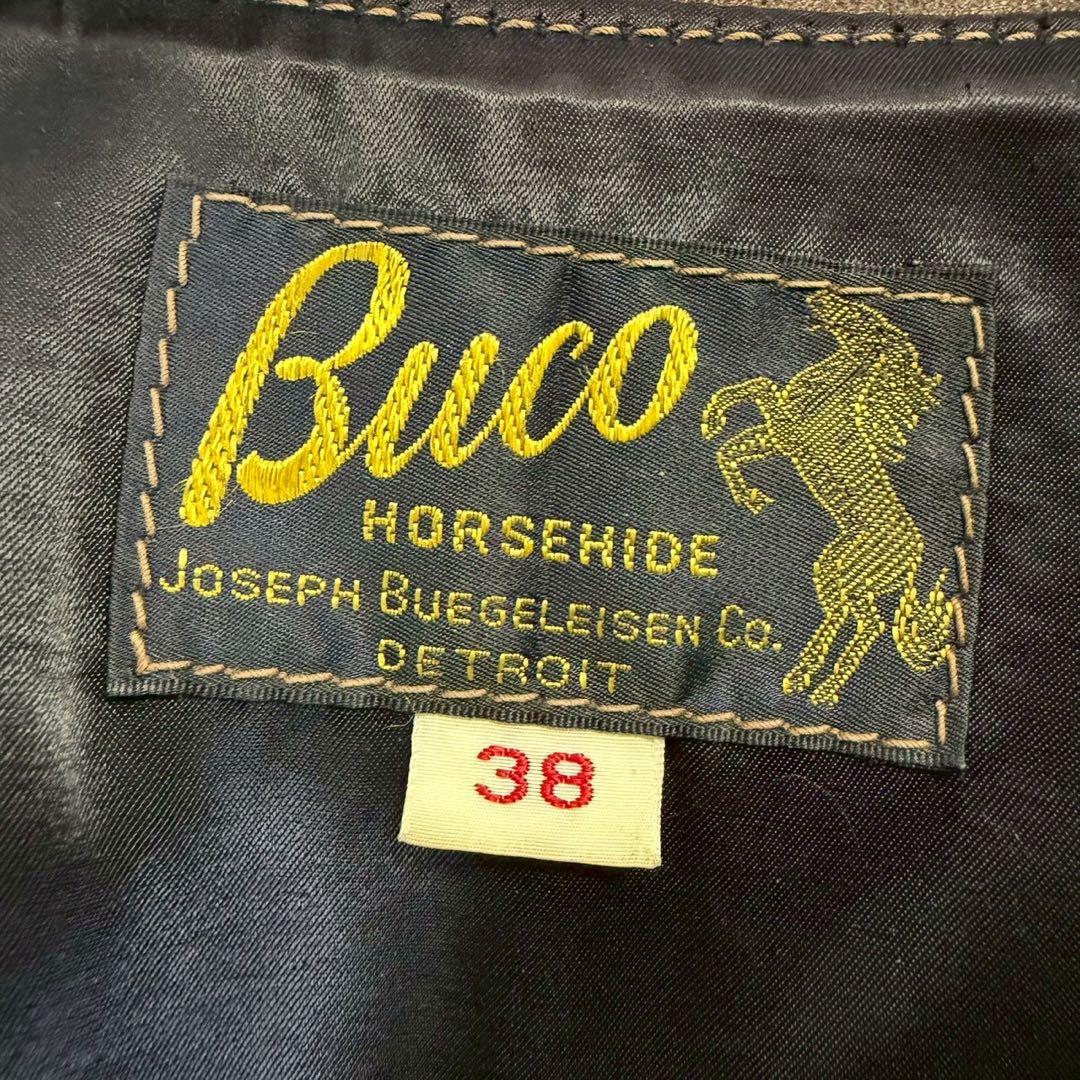 Buco
HORSEHIDE
JOSEPH BUEGELEISEN CO.
DETROIT
38